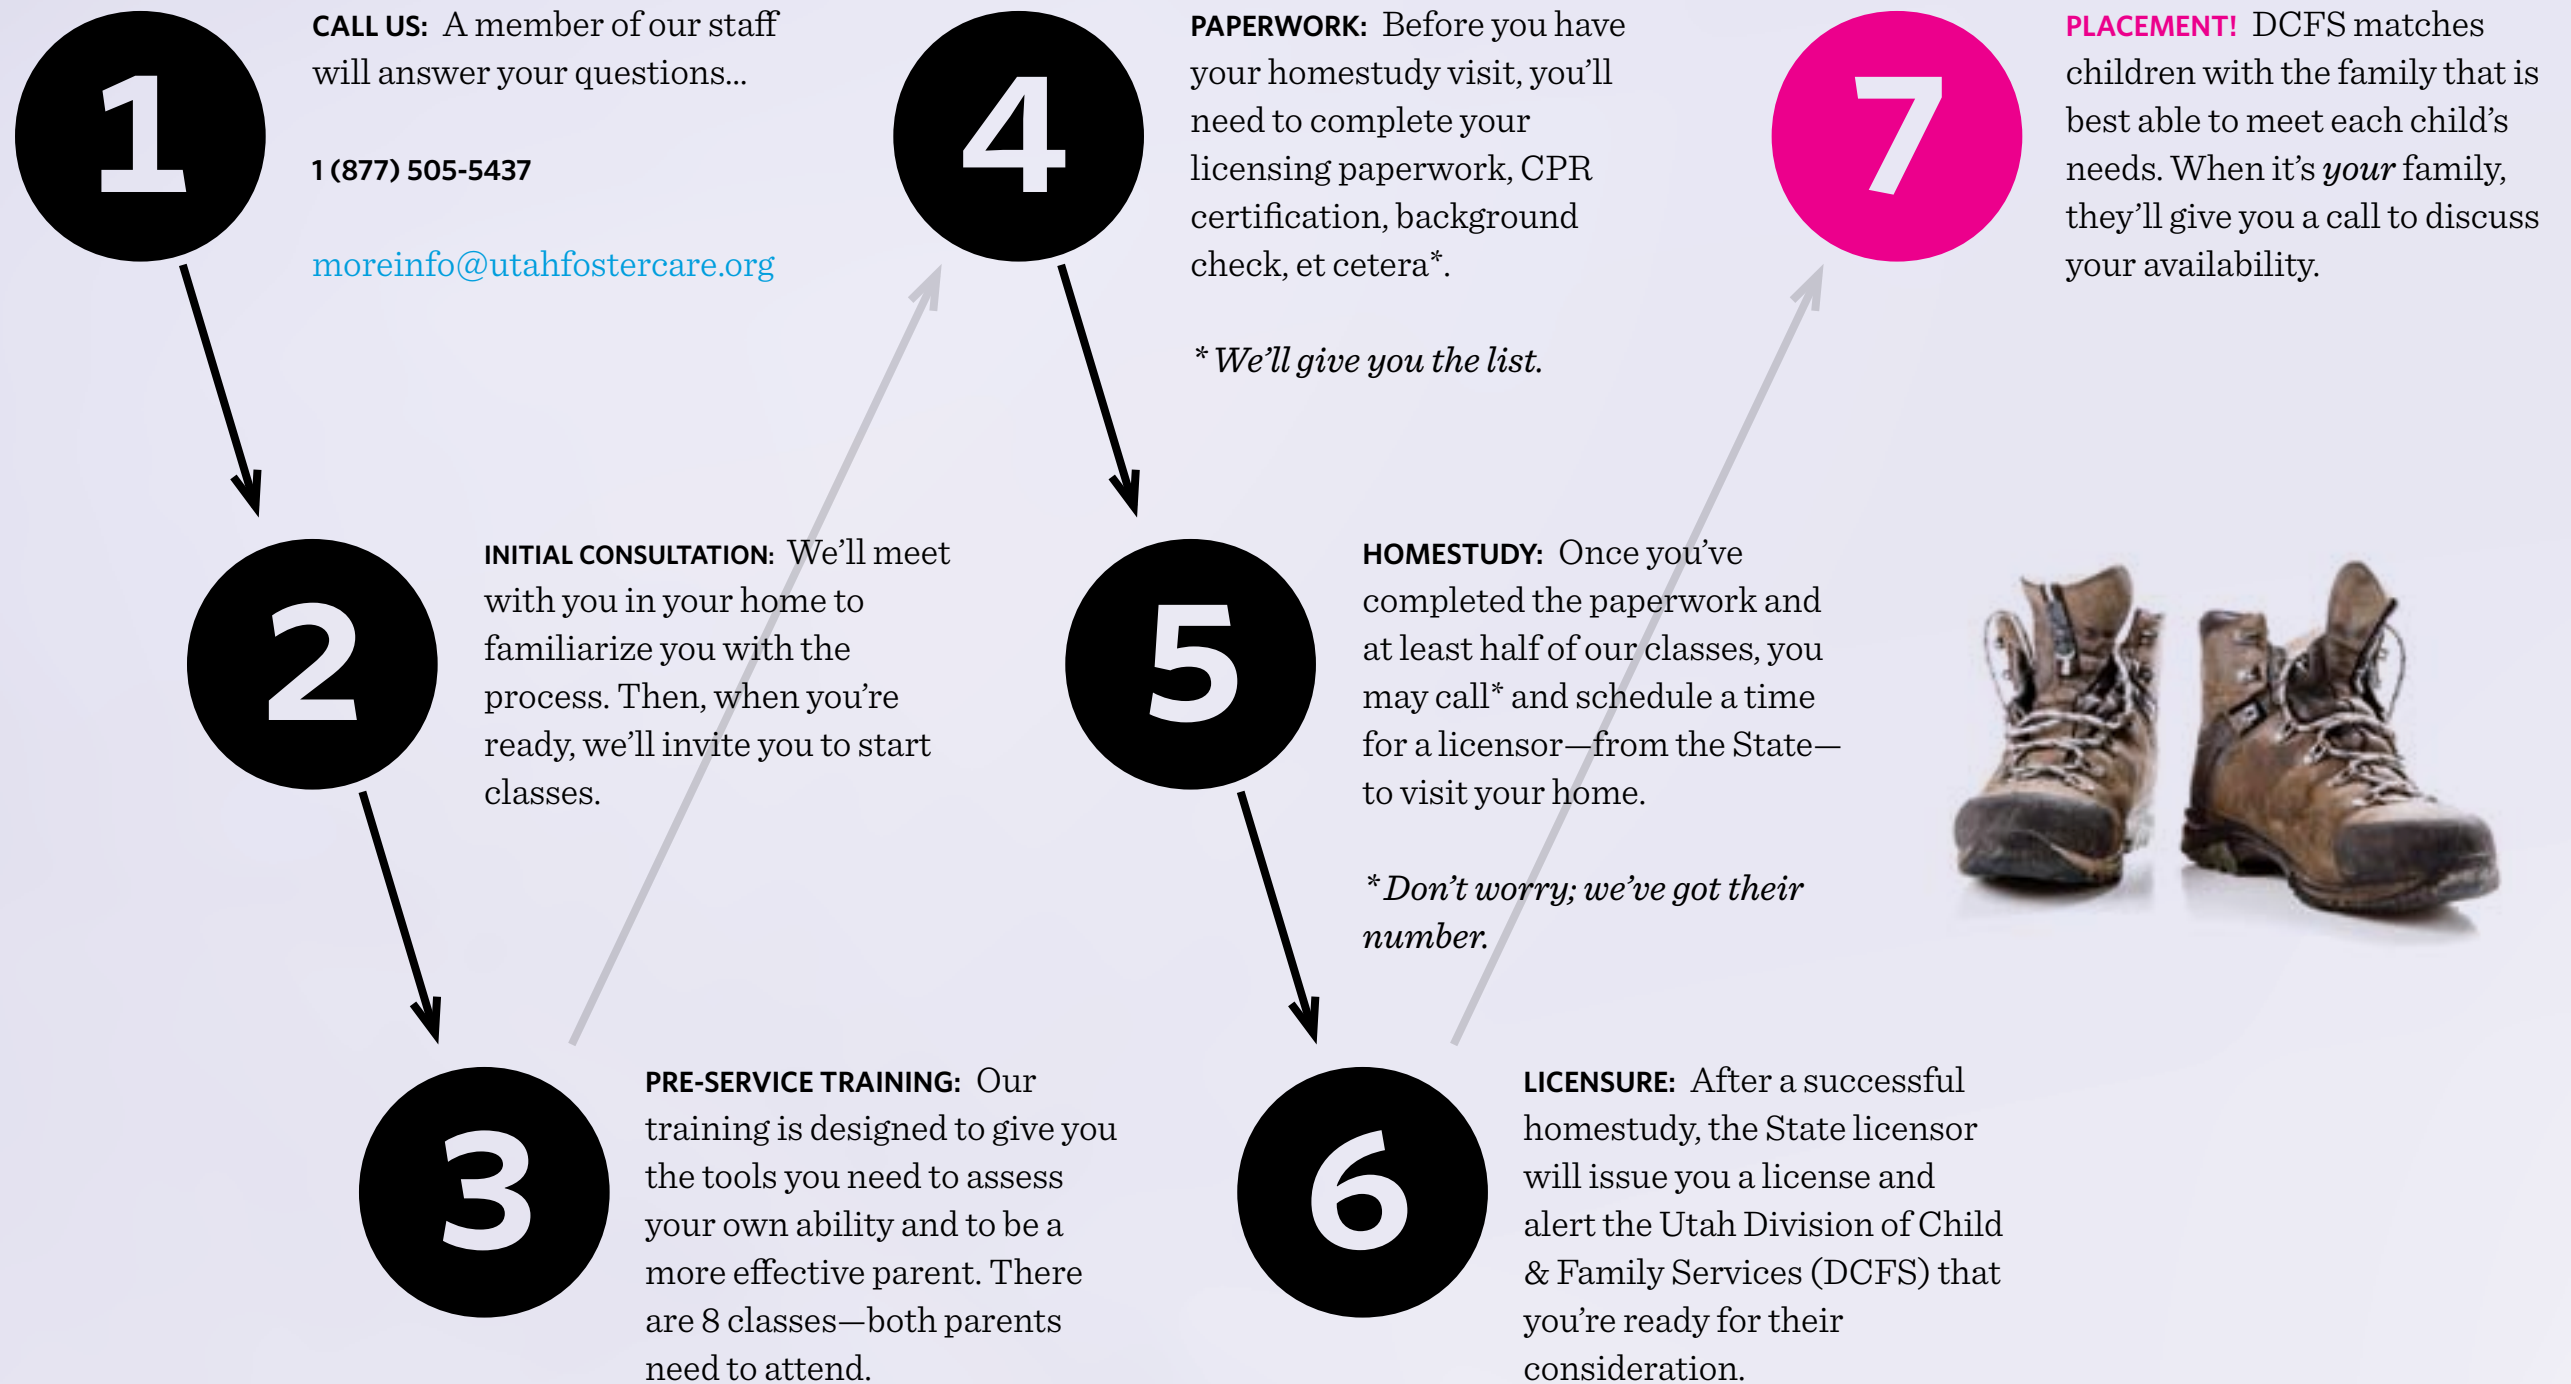 1
CALL US: A member of our staff
will answer your questions...
1 (877) 505-5437
moreinfo@utahfostercare.org
2
INITIAL CONSULTATION: We’ll meet
with you in your home to
familiarize you with the
process. Then, when you’re
ready, we’ll invite you to start
classes.
3
PRE-SERVICE TRAINING: Our
training is designed to give you
the tools you need to assess
your own ability and to be a
more effective parent. There
are 8 classes—both parents
need to attend.
4
PAPERWORK: Before you have
your homestudy visit, you’ll
need to complete your
licensing paperwork, CPR
certification, background
check, et cetera*.
* We’ll give you the list.
5
HOMESTUDY: Once you’ve
completed the paperwork and
at least half of our classes, you
may call* and schedule a time
for a licensor—from the State—
to visit your home.
* Don’t worry; we’ve got their
number.
6
LICENSURE: After a successful
homestudy, the State licensor
will issue you a license and
alert the Utah Division of Child
& Family Services (DCFS) that
you’re ready for their
consideration.
7
PLACEMENT! DCFS matches
children with the family that is
best able to meet each child’s
needs. When it’s your family,
they’ll give you a call to discuss
your availability.